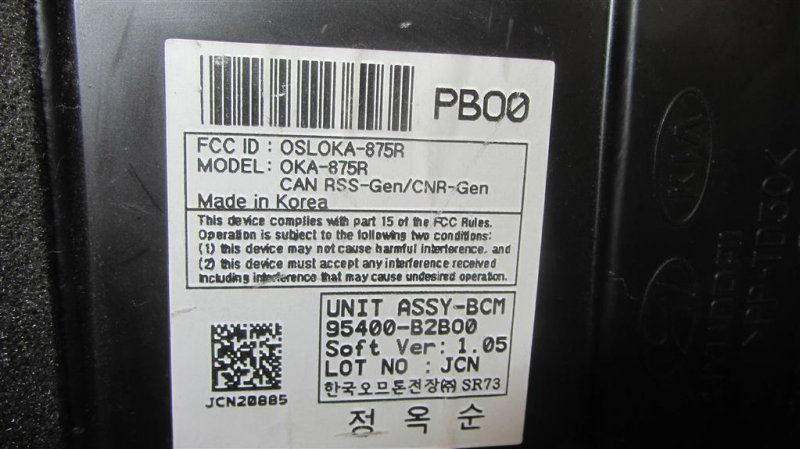 PB00
FCC ID : OSLOKA-875R
MODEL: OKA-875R
CAN RSS-Gen/CNR-Gen
Made in Korea
This device complies with part 15 of the FCC Rules.
Operation is subject to the following two conditions:
(1) this device may not cause harmful interference, and
(2) this device must accept any interference received
including interference that may cause undesired operation.
UNIT ASSY-BCM
95400-B2B00
Soft Ver: 1.05
LOT NO : JCN
한국오므론전장㈜ SR73
JCN20885
정 옥 순
KIA
>PP-TD30<